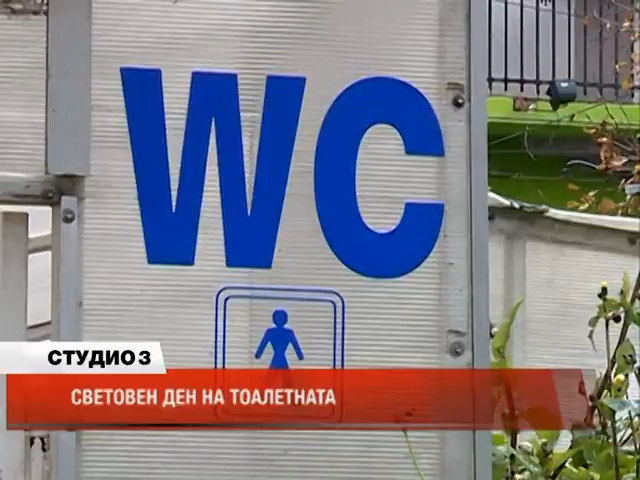 WC
СТУДИО 3
СВЕТОВЕН ДЕН НА ТОАЛЕТНАТА